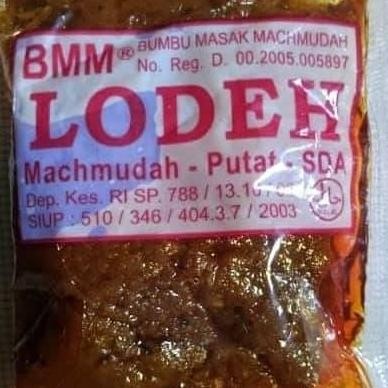 BMM® BUMBU MASAK MACHMUDAH
No. Reg. D. 00.2005.005897
LODEH
Machmudah - Putat - SDA
Dep. Kes. RI SP. 788 / 13.
SIUP : 510 / 346 / 404.3.7 / 2003